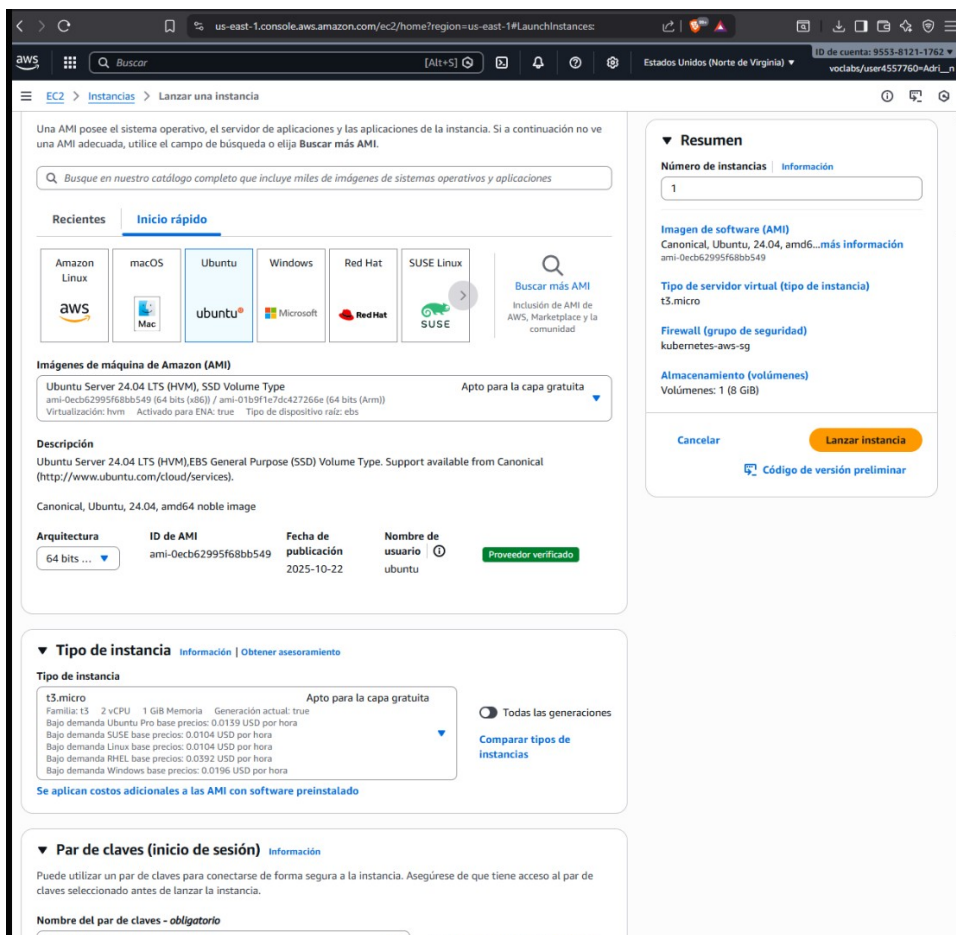 us-east-1.console.aws.amazon.com/ec2/home?region=us-east-1#LaunchInstances:
aws
Buscar
[Alt+S]
Estados Unidos (Norte de Virginia)
ID de cuenta: 9553-8121-1762
voclabs/user4557760=Adri__n
EC2 > Instancias > Lanzar una instancia
Una AMI posee el sistema operativo, el servidor de aplicaciones y las aplicaciones de la instancia. Si a continuación no ve
una AMI adecuada, utilice el campo de búsqueda o elija Buscar más AMI.
Busque en nuestro catálogo completo que incluye miles de imágenes de sistemas operativos y aplicaciones
Recientes
Inicio rápido
Amazon
Linux
aws
macOS
Mac
Ubuntu
ubuntu
Windows
Microsoft
Red Hat
Red Hat
SUSE Linux
SUSE
Buscar más AMI
Inclusión de AMI de
AWS, Marketplace y la
comunidad
Imágenes de máquina de Amazon (AMI)
Ubuntu Server 24.04 LTS (HVM), SSD Volume Type
Apto para la capa gratuita
ami-0ecb62995f68bb549 (64 bits (x86)) / ami-01b9f1e7dc427266e (64 bits (Arm))
Virtualización: hvm Activado para ENA: true Tipo de dispositivo raíz: ebs
Descripción
Ubuntu Server 24.04 LTS (HVM),EBS General Purpose (SSD) Volume Type. Support available from Canonical
(http://www.ubuntu.com/cloud/services).
Canonical, Ubuntu, 24.04, amd64 noble image
Arquitectura
64 bits ...
ID de AMI
ami-0ecb62995f68bb549
Fecha de
publicación
2025-10-22
Nombre de
usuario
ubuntu
Proveedor verificado
Tipo de instancia Información | Obtener asesoramiento
Tipo de instancia
t3.micro
Apto para la capa gratuita
Familia: t3 2 vCPU 1 GiB Memoria Generación actual: true
Bajo demanda Ubuntu Pro base precios: 0.0139 USD por hora
Bajo demanda SUSE base precios: 0.0104 USD por hora
Bajo demanda Linux base precios: 0.0104 USD por hora
Bajo demanda RHEL base precios: 0.0392 USD por hora
Bajo demanda Windows base precios: 0.0196 USD por hora
Todas las generaciones
Comparar tipos de
instancias
Se aplican costos adicionales a las AMI con software preinstalado
Par de claves (inicio de sesión) Información
Puede utilizar un par de claves para conectarse de forma segura a la instancia. Asegúrese de que tiene acceso al par de
claves seleccionado antes de lanzar la instancia.
Nombre del par de claves - obligatorio
Resumen
Número de instancias Información
1
Imagen de software (AMI)
Canonical, Ubuntu, 24.04, amd6...más información
ami-0ecb62995f68bb549
Tipo de servidor virtual (tipo de instancia)
t3.micro
Firewall (grupo de seguridad)
kubernetes-aws-sg
Almacenamiento (volúmenes)
Volúmenes: 1 (8 GiB)
Cancelar
Lanzar instancia
Código de versión preliminar